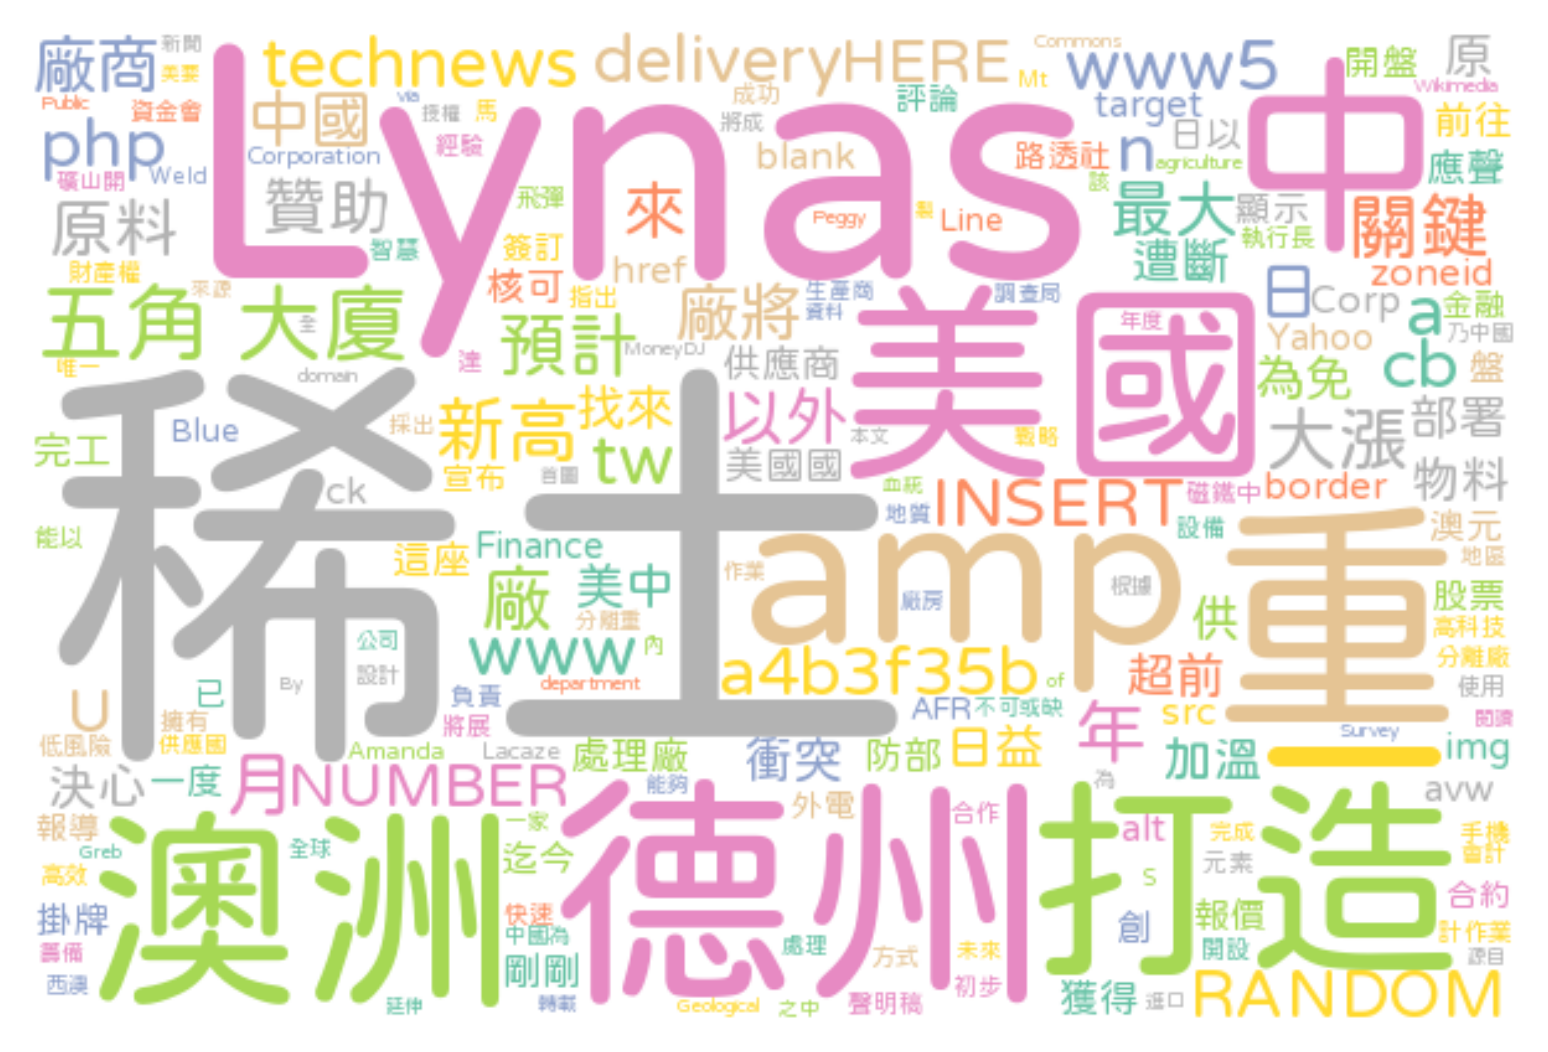 廠商
新聞
美要
technews
deliveryHERE
Commons
Mt
www5
開盤
原
Wikimedia
Public
資金會
中國
via
授權
馬
成功
將成
評論
target
日以
中
前往
php
礦山開
Weld
Corporation
經驗
Lynas
blank
路透社
n
agriculture
該
應聲
原料
贊助
智慧
飛彈
簽訂
來
Peggy
Line
最大
遭斷
顯示
執行長
關鍵
財產權
來源
核可
指出
href
生產商
資料
調查局
日
Corp
zoneid
a
金融
五角
大廈
全
預計
廠將
MoneyDJ
供應商
年度
Yahoo
乃中國
唯一
達
domain
美國
為免
cb
盤
完工
Blue
採出
新高
找來
以外
本文
戰略
大漲
部署
稀土
ck
宣布
首圖
tw
美國國
血統
地質
INSERT
磁鐵中
border
物料
能以
這座
Finance
設備
澳元
地區
廠
美中
作業
amp
根據
廠房
供
重
股票
高科技
分離重
公司
設計
www
內
a4b3f35b
of
超前
分離廠
使用
U
已
By
負責
department
AFR
不可或缺
年
src
閱讀
擁有
低風險
供應國
將展
Amanda
Lacaze
處理廠
衝突
防部
日益
加溫
一
Survey
img
決心
一度
月
NUMBER
能夠
外電
合作
為
avw
報導
Greb
全球
一家
迄今
alt
完成
元素
手機
會計
高效
澳洲
德州
打造
s
合約
掛牌
快速
中國為
處理
方式
未來
創
報價
開設
計作業
籌備
西澳
剛剛
初步
源自
延伸
轉載
Geological
之中
聲明稿
獲得
進口
RANDOM